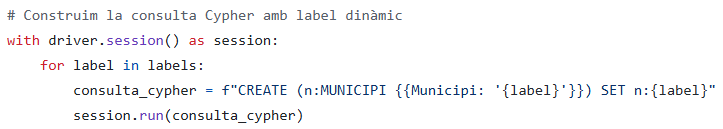 # Construim la consulta Cypher amb label dinàmic
with driver.session() as session:
    for label in labels:
        consulta_cypher = f"CREATE (n:MUNICIPI {{Municipi: '{label}'}}) SET n:{label}"
        session.run(consulta_cypher)